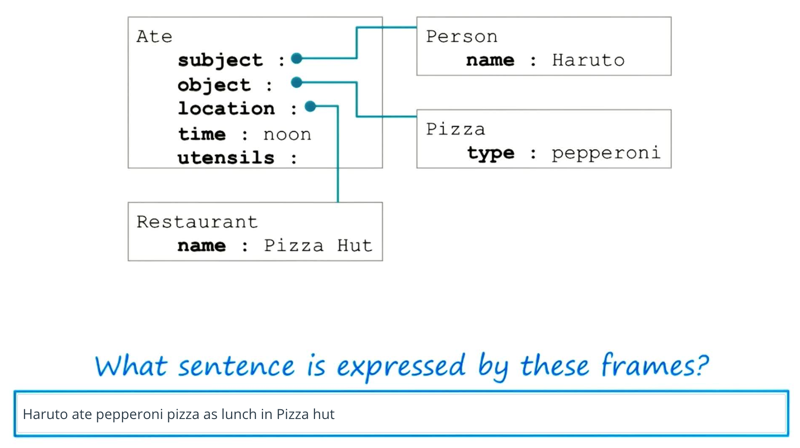 Ate
subject :
object :
location :
time : noon
utensils :
Person
name : Haruto
Pizza
type : pepperoni
Restaurant
name : Pizza Hut
What sentence is expressed by these frames?
Haruto ate pepperoni pizza as lunch in Pizza hut